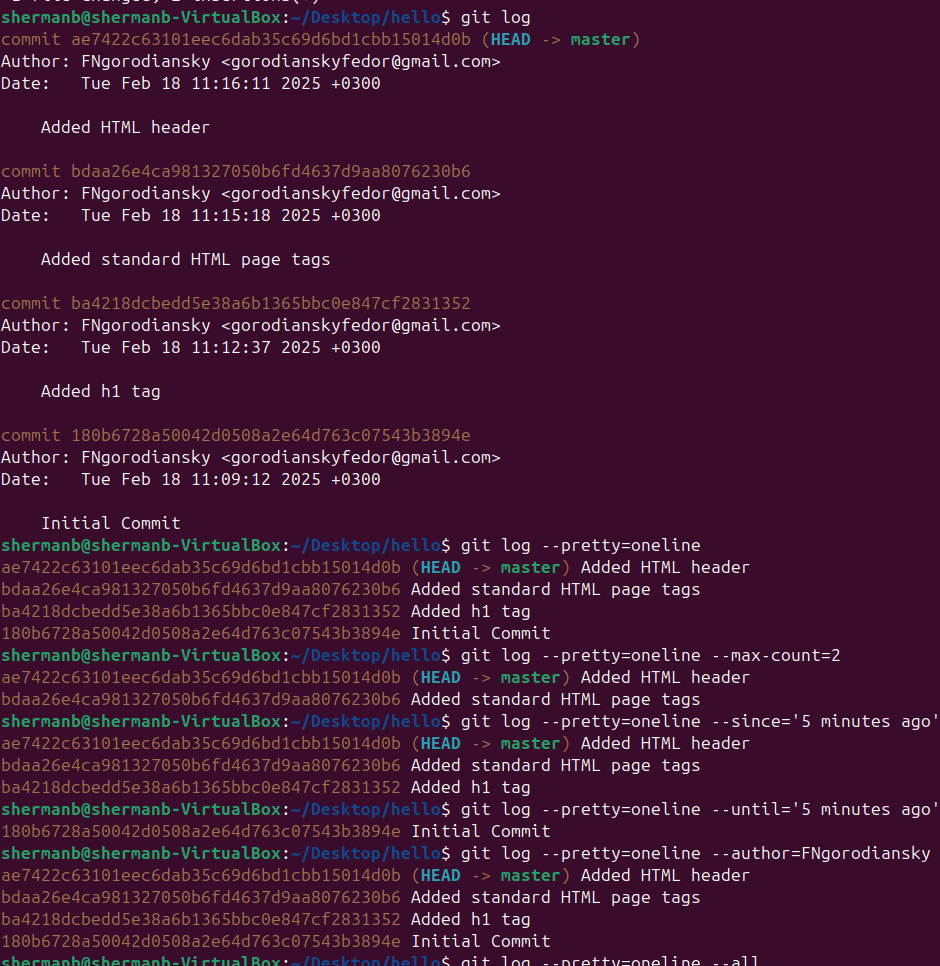 shermanb@shermanb-VirtualBox:~/Desktop/hello$ git log
commit ae7422c63101eec6dab35c69d6bd1cbb15014d0b (HEAD -> master)
Author: FNgorodiansky <gorodianskyfedor@gmail.com>
Date:   Tue Feb 18 11:16:11 2025 +0300
    Added HTML header
commit bdaa26e4ca981327050b6fd4637d9aa8076230b6
Author: FNgorodiansky <gorodianskyfedor@gmail.com>
Date:   Tue Feb 18 11:15:18 2025 +0300
    Added standard HTML page tags
commit ba4218dcbedd5e38a6b1365bbc0e847cf2831352
Author: FNgorodiansky <gorodianskyfedor@gmail.com>
Date:   Tue Feb 18 11:12:37 2025 +0300
    Added h1 tag
commit 180b6728a50042d0508a2e64d763c07543b3894e
Author: FNgorodiansky <gorodianskyfedor@gmail.com>
Date:   Tue Feb 18 11:09:12 2025 +0300
    Initial Commit
shermanb@shermanb-VirtualBox:~/Desktop/hello$ git log --pretty=oneline
ae7422c63101eec6dab35c69d6bd1cbb15014d0b (HEAD -> master) Added HTML header
bdaa26e4ca981327050b6fd4637d9aa8076230b6 Added standard HTML page tags
ba4218dcbedd5e38a6b1365bbc0e847cf2831352 Added h1 tag
180b6728a50042d0508a2e64d763c07543b3894e Initial Commit
shermanb@shermanb-VirtualBox:~/Desktop/hello$ git log --pretty=oneline --max-count=2
ae7422c63101eec6dab35c69d6bd1cbb15014d0b (HEAD -> master) Added HTML header
bdaa26e4ca981327050b6fd4637d9aa8076230b6 Added standard HTML page tags
shermanb@shermanb-VirtualBox:~/Desktop/hello$ git log --pretty=oneline --since='5 minutes ago'
ae7422c63101eec6dab35c69d6bd1cbb15014d0b (HEAD -> master) Added HTML header
bdaa26e4ca981327050b6fd4637d9aa8076230b6 Added standard HTML page tags
ba4218dcbedd5e38a6b1365bbc0e847cf2831352 Added h1 tag
shermanb@shermanb-VirtualBox:~/Desktop/hello$ git log --pretty=oneline --until='5 minutes ago'
180b6728a50042d0508a2e64d763c07543b3894e Initial Commit
shermanb@shermanb-VirtualBox:~/Desktop/hello$ git log --pretty=oneline --author=FNgorodiansky
ae7422c63101eec6dab35c69d6bd1cbb15014d0b (HEAD -> master) Added HTML header
bdaa26e4ca981327050b6fd4637d9aa8076230b6 Added standard HTML page tags
ba4218dcbedd5e38a6b1365bbc0e847cf2831352 Added h1 tag
180b6728a50042d0508a2e64d763c07543b3894e Initial Commit
shermanb@shermanb-VirtualBox:~/Desktop/hello$ git log --pretty=oneline --all